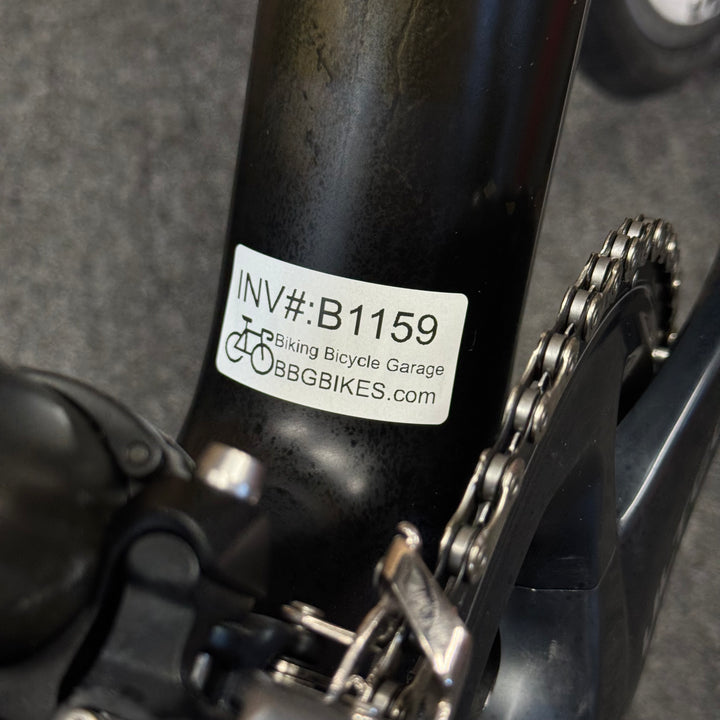 INV#:B1159
Biking Bicycle Garage
BBGBIKES.com